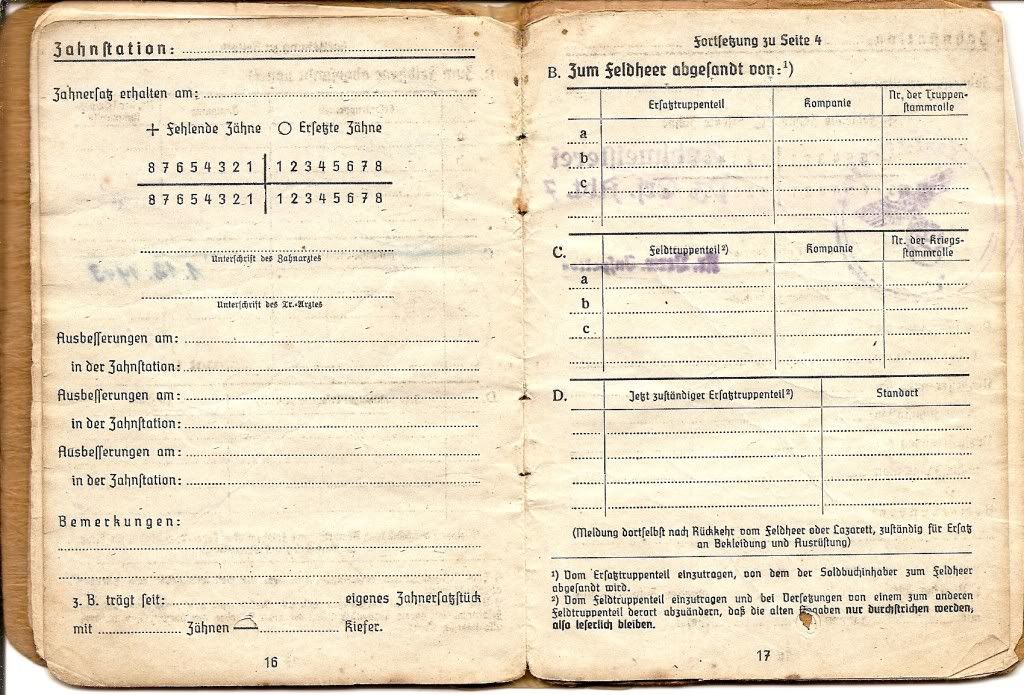 Zahnstation:
Zahnersatz erhalten am:
+ Fehlende Zähne O Ersetzte Zähne
8 7 6 5 4 3 2 1 | 1 2 3 4 5 6 7 8
8 7 6 5 4 3 2 1 | 1 2 3 4 5 6 7 8
Unterschrift des Zahnarztes
Unterschrift des Tr.-Arztes
Ausbesserungen am:
in der Zahnstation:
Ausbesserungen am:
in der Zahnstation:
Ausbesserungen am:
in der Zahnstation:
Bemerkungen:
z. B. trägt seit: eigenes Zahnersatzstück
mit Zähnen Kiefer.
16
Fortsetzung zu Seite 4
B. Zum Feldheer abgesandt von:¹)
Ersatztruppenteil Kompanie Nr. der Truppen-
stammrolle
a
b
c
C. Feldtruppenteil²) Kompanie Nr. der Kriegs-
stammrolle
a
b
c
D. Jetzt zuständiger Ersatztruppenteil²) Standort
(Meldung dortselbst nach Rückkehr vom Feldheer oder Lazarett, zuständig für Ersatz
an Bekleidung und Ausrüstung)
¹) Vom Ersatztruppenteil einzutragen, von dem der Soldbuchinhaber zum Feldheer
abgesandt wird.
²) Vom Feldtruppenteil einzutragen und bei Versetzungen von einem zum anderen
Feldtruppenteil derart abzuändern, daß die alten Angaben nur durchstrichen werden,
also leserlich bleiben.
17